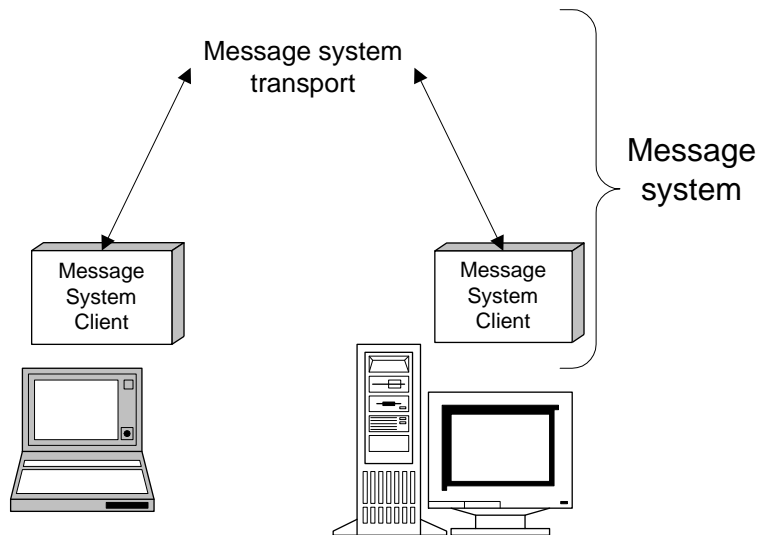 Message system
transport
Message
system
Message
System
Client
Message
System
Client